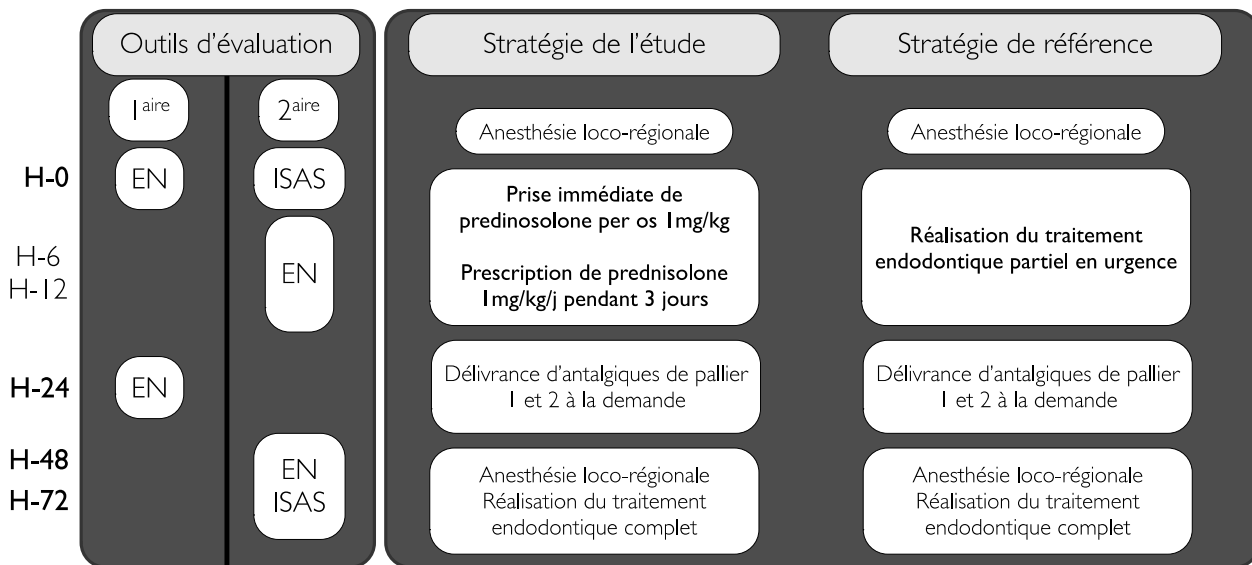 Outils d'évaluation
Stratégie de l'étude
Stratégie de référence
1aire
2aire
Anesthésie loco-régionale
Anesthésie loco-régionale
H-0
EN
ISAS
Prise immédiate de
predinosolone per os 1mg/kg
Prescription de prednisolone
1mg/kg/j pendant 3 jours
Réalisation du traitement
endodontique partiel en urgence
H-6
H-12
EN
H-24
EN
Délivrance d'antalgiques de pallier
1 et 2 à la demande
Délivrance d'antalgiques de pallier
1 et 2 à la demande
H-48
H-72
EN
ISAS
Anesthésie loco-régionale
Réalisation du traitement
endodontique complet
Anesthésie loco-régionale
Réalisation du traitement
endodontique complet